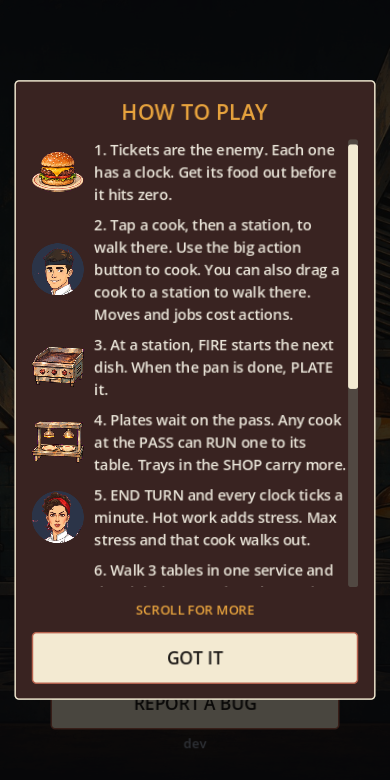 HOW TO PLAY
1. Tickets are the enemy. Each one
has a clock. Get its food out before
it hits zero.
2. Tap a cook, then a station, to
walk there. Use the big action
button to cook. You can also drag a
cook to a station to walk there.
Moves and jobs cost actions.
3. At a station, FIRE starts the next
dish. When the pan is done, PLATE
it.
4. Plates wait on the pass. Any cook
at the PASS can RUN one to its
table. Trays in the SHOP carry more.
5. END TURN and every clock ticks a
minute. Hot work adds stress. Max
stress and that cook walks out.
6. Walk 3 tables in one service and
SCROLL FOR MORE
GOT IT
REPORT A BUG
dev